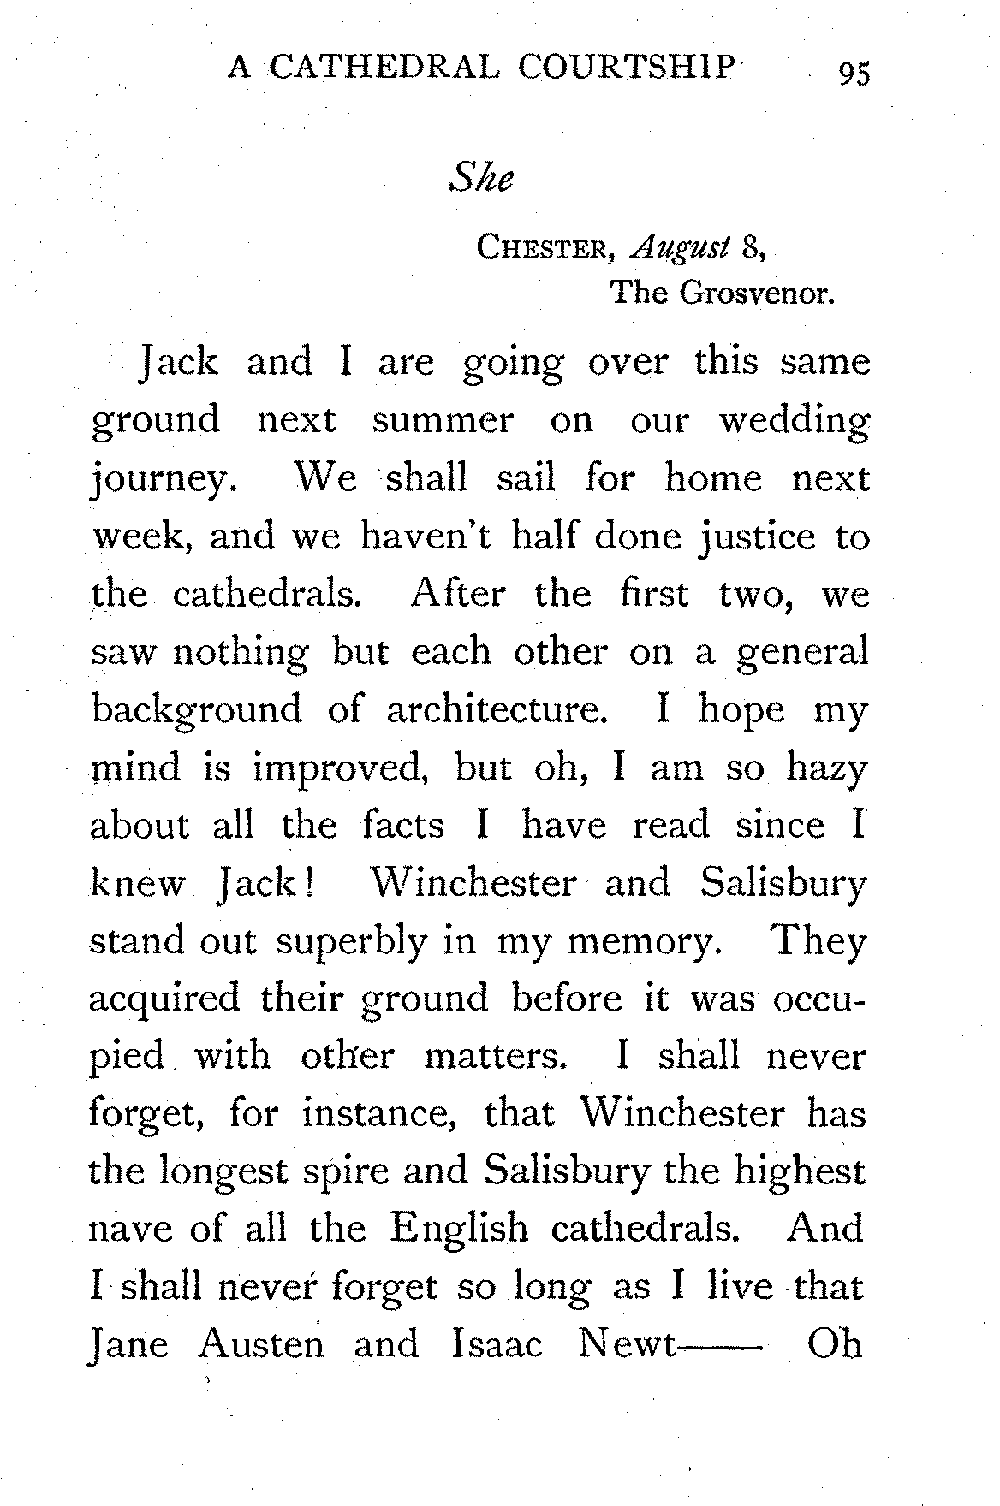 A CATHEDRAL COURTSHIP 95
She
CHESTER, August 8,
The Grosvenor.
Jack and I are going over this same
ground next summer on our wedding
journey. We shall sail for home next
week, and we haven't half done justice to
the cathedrals. After the first two, we
saw nothing but each other on a general
background of architecture. I hope my
mind is improved, but oh, I am so hazy
about all the facts I have read since I
knew Jack! Winchester and Salisbury
stand out superbly in my memory. They
acquired their ground before it was occu-
pied with other matters. I shall never
forget, for instance, that Winchester has
the longest spire and Salisbury the highest
nave of all the English cathedrals. And
I shall never forget so long as I live that
Jane Austen and Isaac Newt—— Oh